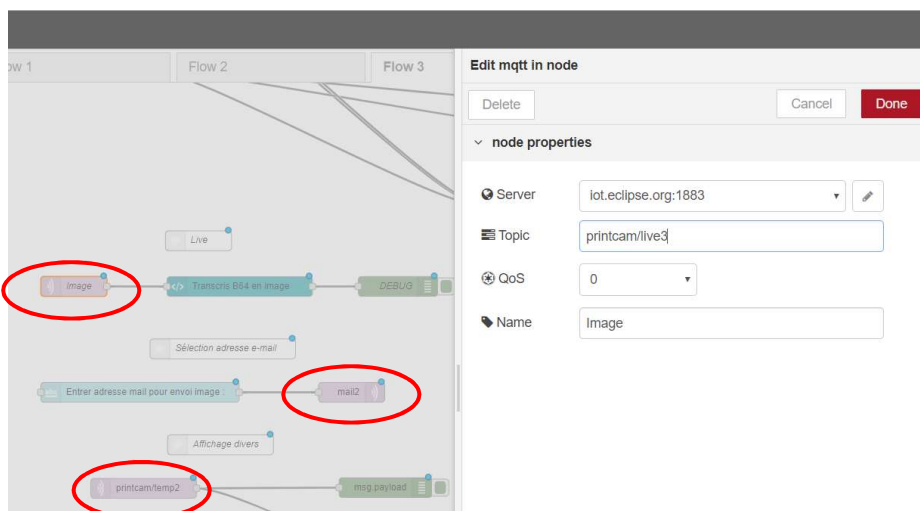 ow 1
Flow 2
Flow 3
Live
Image
Transcris B64 en image
DEBUG
Sélection adresse e-mail
Entrer adresse mail pour envoi image :
mail2
Affichage divers
printcam/temp2
msg.payload
Edit mqtt in node
Delete
Cancel
Done
node properties
Server
iot.eclipse.org:1883
Topic
printcam/live3
QoS
0
Name
Image